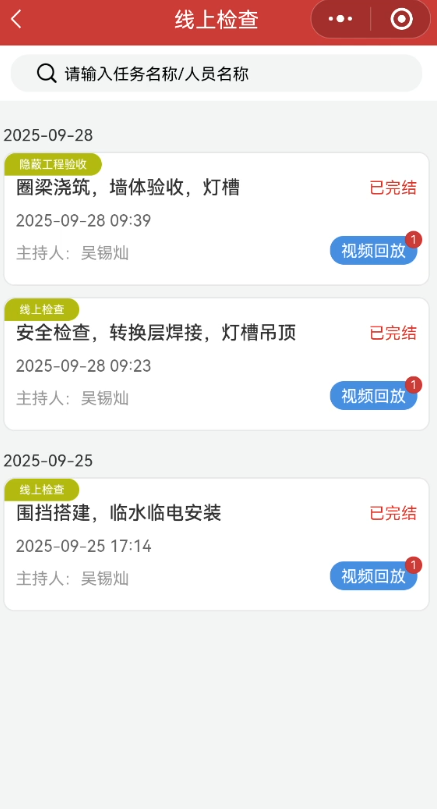 线上检查
请输入任务名称/人员名称
2025-09-28
隐蔽工程验收
圈梁浇筑，墙体验收，灯槽
已完结
2025-09-28 09:39
主持人：吴锡灿
视频回放
1
线上检查
安全检查，转换层焊接，灯槽吊顶
已完结
2025-09-28 09:23
主持人：吴锡灿
视频回放
1
2025-09-25
线上检查
围挡搭建，临水临电安装
已完结
2025-09-25 17:14
主持人：吴锡灿
视频回放
1